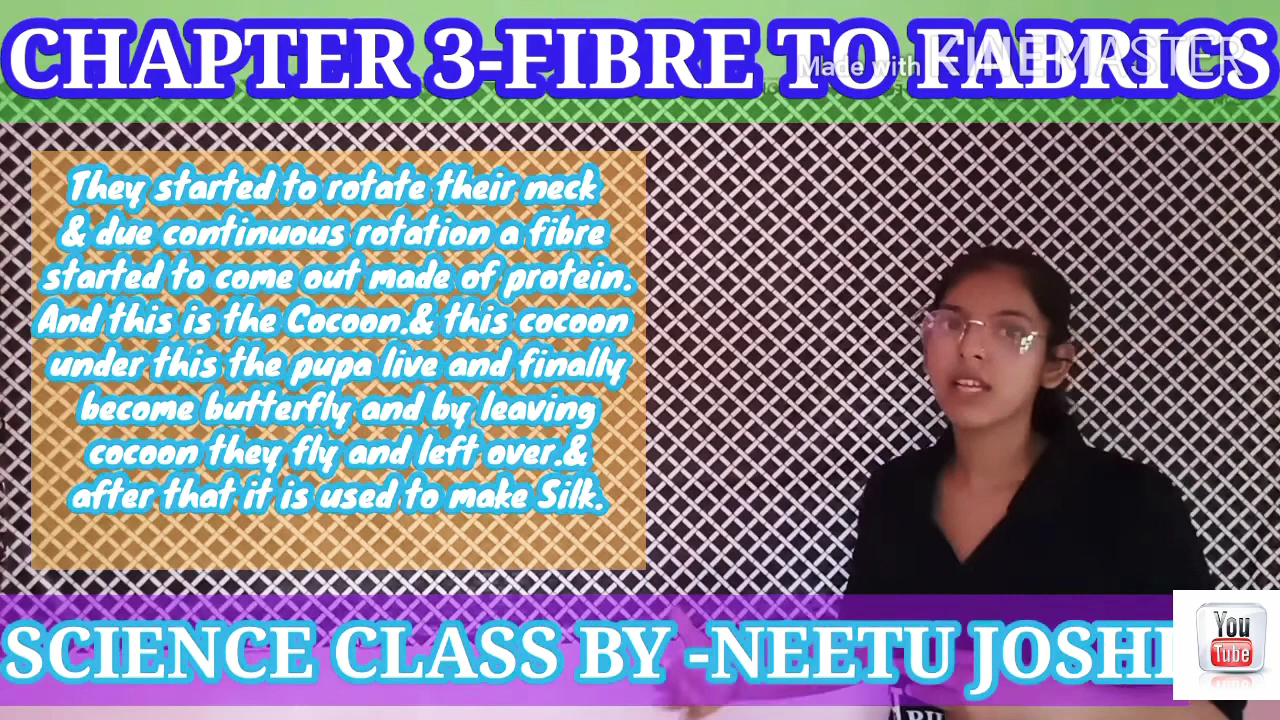 CHAPTER 3-FIBRE TO FABRICS
Made with KINEMASTER
They started to rotate their neck
& due continuous rotation a fibre
started to come out made of protein.
And this is the Cocoon.& this cocoon
under this the pupa live and finally
become butterfly and by leaving
cocoon they fly and left over.&
after that it is used to make Silk.
SCIENCE CLASS BY -NEETU JOSHI
You
Tube